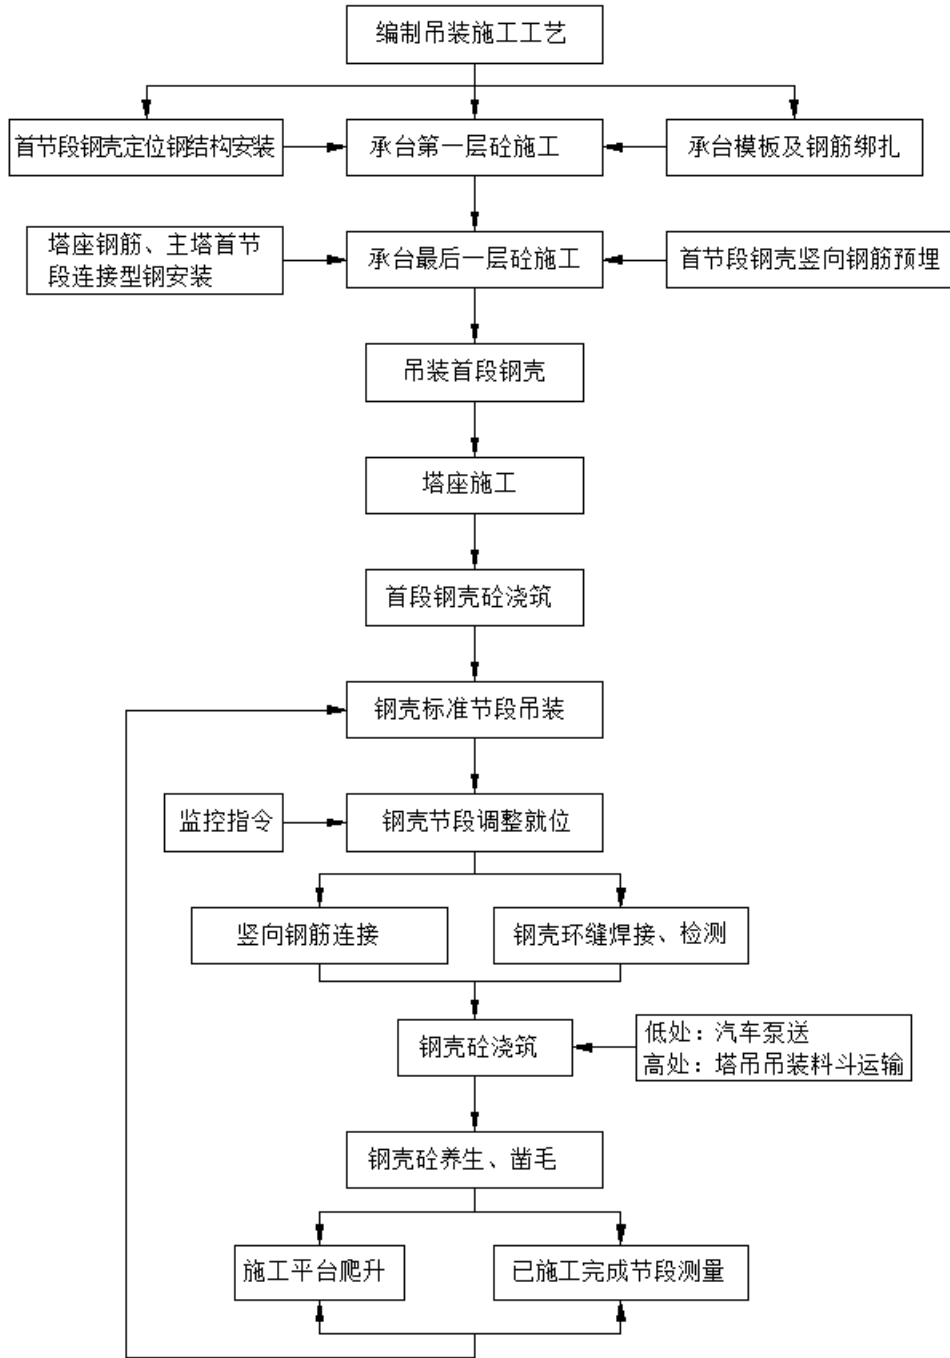 编制吊装施工工艺
首节段钢壳定位钢结构安装
承台第一层砼施工
承台模板及钢筋绑扎
塔座钢筋、主塔首节
段连接型钢安装
承台最后一层砼施工
首节段钢壳竖向钢筋预埋
吊装首段钢壳
塔座施工
首段钢壳砼浇筑
钢壳标准节段吊装
监控指令
钢壳节段调整就位
竖向钢筋连接
钢壳环缝焊接、检测
钢壳砼浇筑
低处：汽车泵送
高处：塔吊吊装料斗运输
钢壳砼养生、凿毛
施工平台爬升
已施工完成节段测量